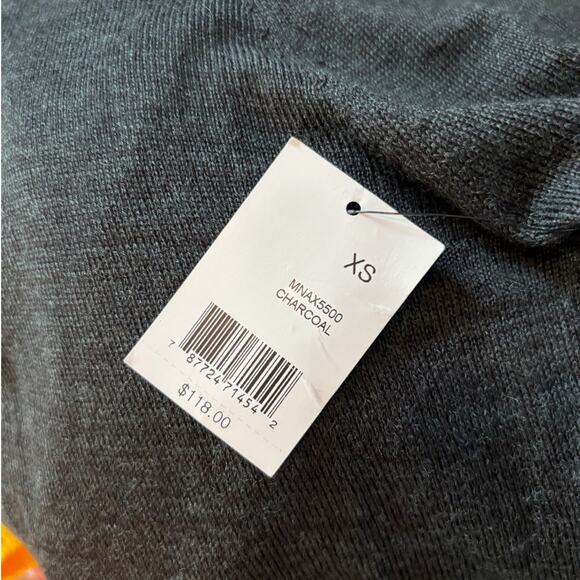 XS
MNAX5500
CHARCOAL
7 87724 71454 2
$118.00